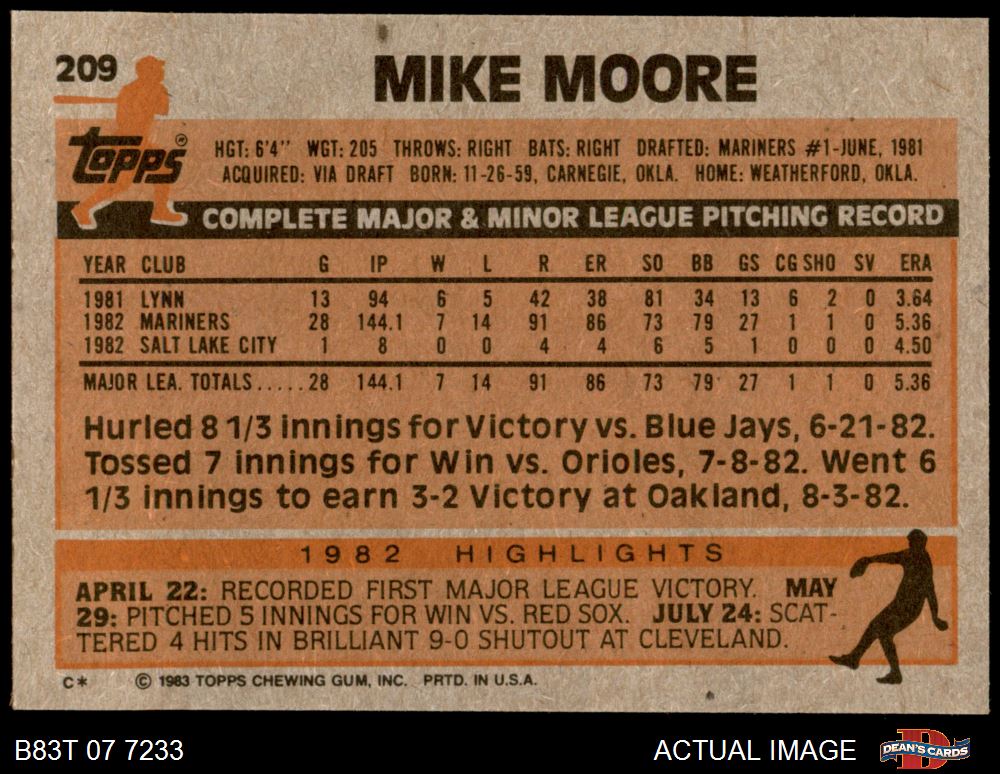 209
MIKE MOORE
Topps®
HGT: 6'4" WGT: 205 THROWS: RIGHT BATS: RIGHT DRAFTED: MARINERS #1-JUNE, 1981
ACQUIRED: VIA DRAFT BORN: 11-26-59, CARNEGIE, OKLA. HOME: WEATHERFORD, OKLA.
COMPLETE MAJOR & MINOR LEAGUE PITCHING RECORD
YEAR CLUB G IP W L R ER SO BB GS CG SHO SV ERA
1981 LYNN 13 94 6 5 42 38 81 34 13 6 2 0 3.64
1982 MARINERS 28 144.1 7 14 91 86 73 79 27 1 1 0 5.36
1982 SALT LAKE CITY 1 8 0 0 4 4 6 5 1 0 0 0 4.50
MAJOR LEA. TOTALS.....28 144.1 7 14 91 86 73 79 27 1 1 0 5.36
Hurled 8 1/3 innings for Victory vs. Blue Jays, 6-21-82.
Tossed 7 innings for Win vs. Orioles, 7-8-82. Went 6
1/3 innings to earn 3-2 Victory at Oakland, 8-3-82.
1982 HIGHLIGHTS
APRIL 22: RECORDED FIRST MAJOR LEAGUE VICTORY. MAY
29: PITCHED 5 INNINGS FOR WIN VS. RED SOX. JULY 24: SCAT-
TERED 4 HITS IN BRILLIANT 9-0 SHUTOUT AT CLEVELAND.
C* © 1983 TOPPS CHEWING GUM, INC. PRTD. IN U.S.A.
B83T 07 7233 ACTUAL IMAGE DEAN'S CARDS